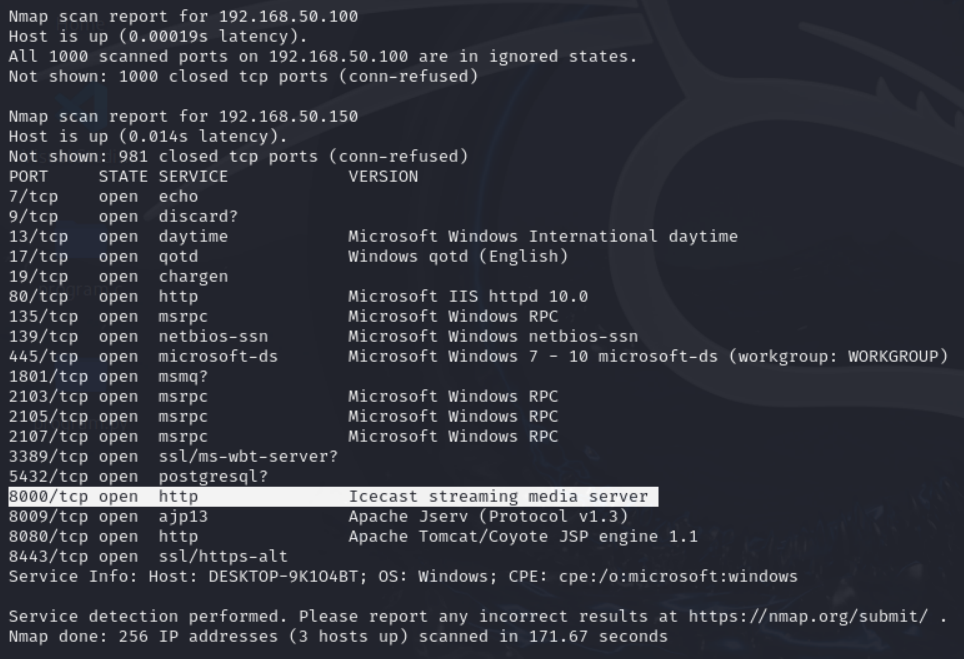 Nmap scan report for 192.168.50.100
Host is up (0.00019s latency).
All 1000 scanned ports on 192.168.50.100 are in ignored states.
Not shown: 1000 closed tcp ports (conn-refused)

Nmap scan report for 192.168.50.150
Host is up (0.014s latency).
Not shown: 981 closed tcp ports (conn-refused)
PORT     STATE SERVICE            VERSION
7/tcp    open  echo
9/tcp    open  discard?
13/tcp   open  daytime            Microsoft Windows International daytime
17/tcp   open  qotd               Windows qotd (English)
19/tcp   open  chargen
80/tcp   open  http               Microsoft IIS httpd 10.0
135/tcp  open  msrpc              Microsoft Windows RPC
139/tcp  open  netbios-ssn        Microsoft Windows netbios-ssn
445/tcp  open  microsoft-ds       Microsoft Windows 7 - 10 microsoft-ds (workgroup: WORKGROUP)
1801/tcp open  msmq?
2103/tcp open  msrpc              Microsoft Windows RPC
2105/tcp open  msrpc              Microsoft Windows RPC
2107/tcp open  msrpc              Microsoft Windows RPC
3389/tcp open  ssl/ms-wbt-server?
5432/tcp open  postgresql?
8000/tcp open  http               Icecast streaming media server
8009/tcp open  ajp13              Apache Jserv (Protocol v1.3)
8080/tcp open  http               Apache Tomcat/Coyote JSP engine 1.1
8443/tcp open  ssl/https-alt
Service Info: Host: DESKTOP-9K1O4BT; OS: Windows; CPE: cpe:/o:microsoft:windows

Service detection performed. Please report any incorrect results at https://nmap.org/submit/ .
Nmap done: 256 IP addresses (3 hosts up) scanned in 171.67 seconds